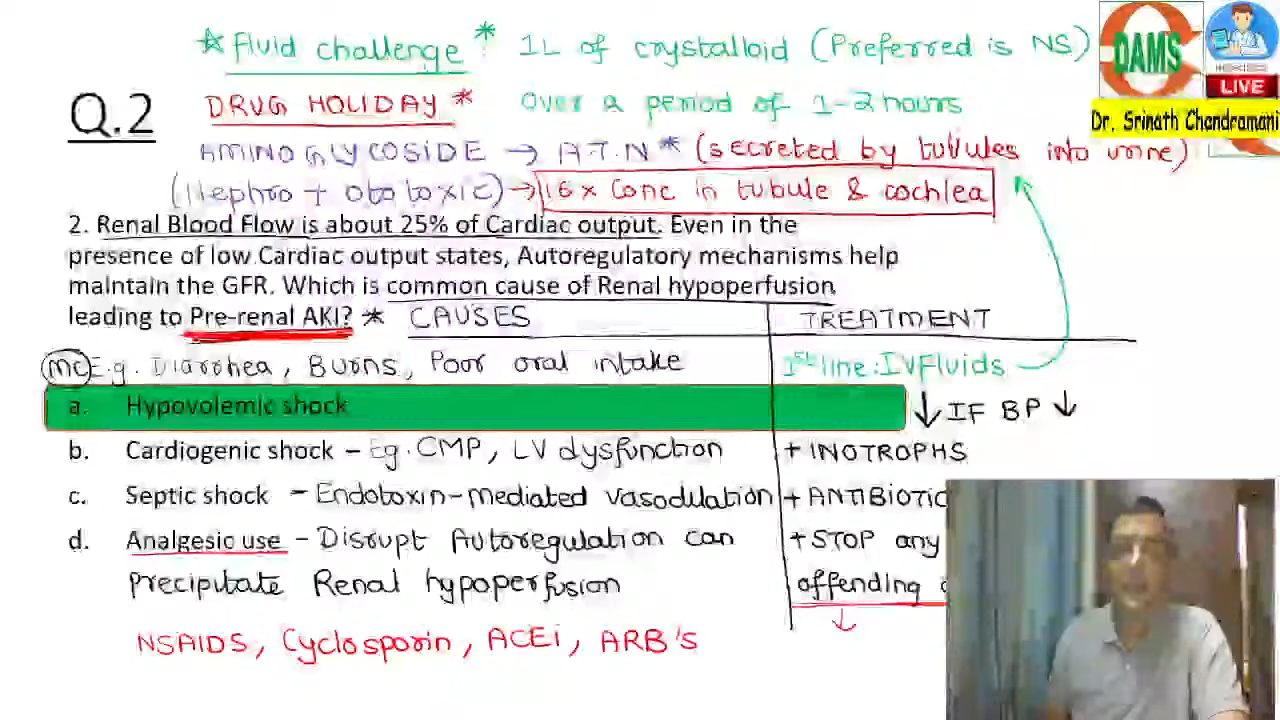 ☆ Fluid challenge * 1L of crystalloid (Preferred is NS)
DAMS
LIVE
Dr. Srinath Chandramani
Q.2
DRUG HOLIDAY * Over a period of 1-2 hours
AMINOGLYCOSIDE → A.T.N * (secreted by tubules into urine)
(Nephro + ototoxic) → 16x Conc in tubule & cochlea
2. Renal Blood Flow is about 25% of Cardiac output. Even in the
presence of low Cardiac output states, Autoregulatory mechanisms help
maintain the GFR. Which is common cause of Renal hypoperfusion
leading to Pre-renal AKI? * CAUSES TREATMENT
MC E.g. Diarrhea, Burns, Poor oral intake 1st line: IVFluids
a. Hypovolemic shock ↓ IF BP ↓
b. Cardiogenic shock – Eg. CMP, LV dysfunction + INOTROPHS
c. Septic shock – Endotoxin-mediated vasodilation + ANTIBIOTIC
d. Analgesic use – Disrupt Autoregulation can + STOP any
precipitate Renal hypoperfusion offending
NSAIDS, Cyclosporin, ACEi, ARB's ↓